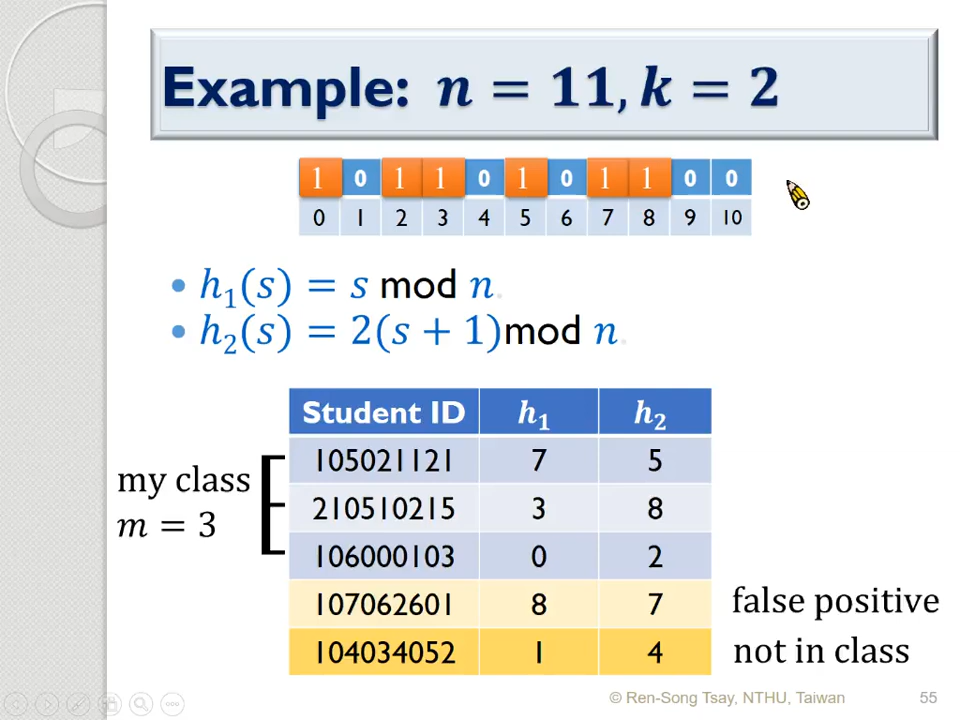 Example: n = 11, k = 2
1 0 1 1 0 1 0 1 1 0 0
0 1 2 3 4 5 6 7 8 9 10
• h₁(s) = s mod n.
• h₂(s) = 2(s + 1)mod n.
Student ID h₁ h₂
my class
m = 3
105021121 7 5
210510215 3 8
106000103 0 2
107062601 8 7 false positive
104034052 1 4 not in class
© Ren-Song Tsay, NTHU, Taiwan 55